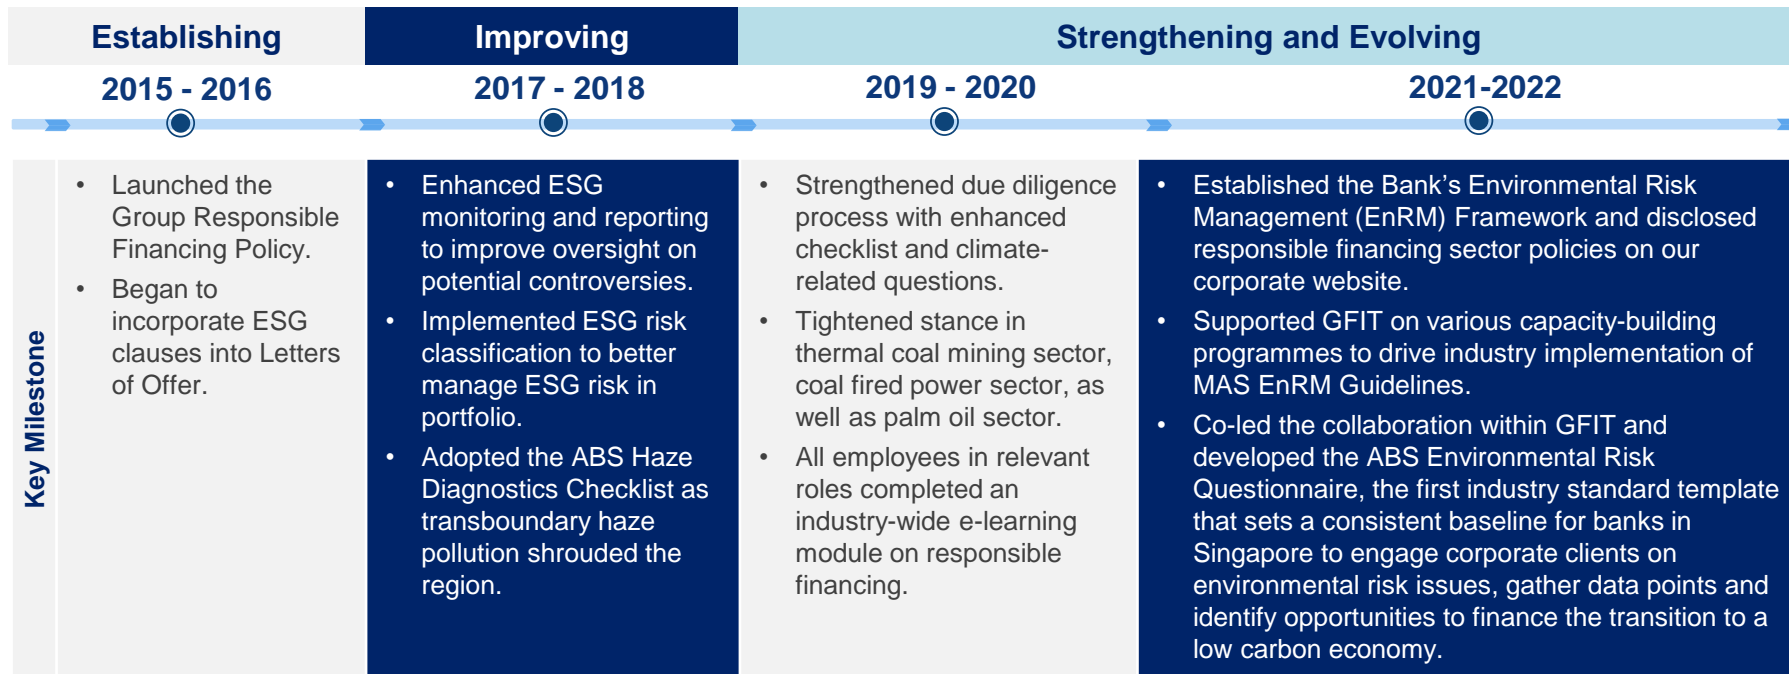 Establishing
Improving
Strengthening and Evolving
2015 - 2016
2017 - 2018
2019 - 2020
2021-2022
Key Milestone
• Launched the
Group Responsible
Financing Policy.
• Began to
incorporate ESG
clauses into Letters
of Offer.
• Enhanced ESG
monitoring and reporting
to improve oversight on
potential controversies.
• Implemented ESG risk
classification to better
manage ESG risk in
portfolio.
• Adopted the ABS Haze
Diagnostics Checklist as
transboundary haze
pollution shrouded the
region.
• Strengthened due diligence
process with enhanced
checklist and climate-
related questions.
• Tightened stance in
thermal coal mining sector,
coal fired power sector, as
well as palm oil sector.
• All employees in relevant
roles completed an
industry-wide e-learning
module on responsible
financing.
• Established the Bank’s Environmental Risk
Management (EnRM) Framework and disclosed
responsible financing sector policies on our
corporate website.
• Supported GFIT on various capacity-building
programmes to drive industry implementation of
MAS EnRM Guidelines.
• Co-led the collaboration within GFIT and
developed the ABS Environmental Risk
Questionnaire, the first industry standard template
that sets a consistent baseline for banks in
Singapore to engage corporate clients on
environmental risk issues, gather data points and
identify opportunities to finance the transition to a
low carbon economy.